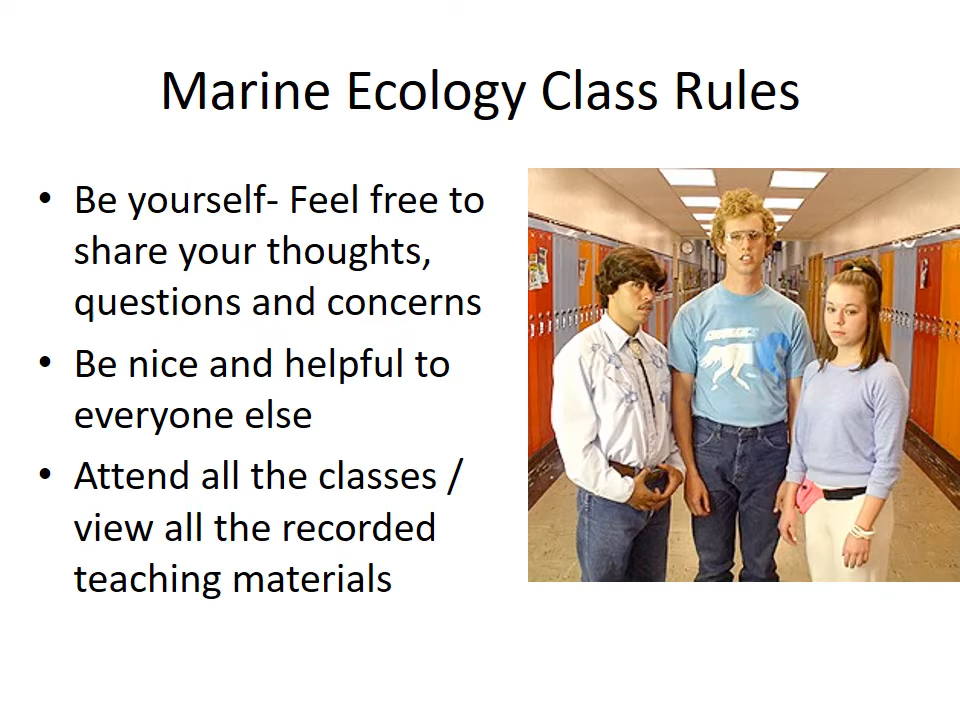 Marine Ecology Class Rules
• Be yourself- Feel free to
share your thoughts,
questions and concerns
• Be nice and helpful to
everyone else
• Attend all the classes /
view all the recorded
teaching materials